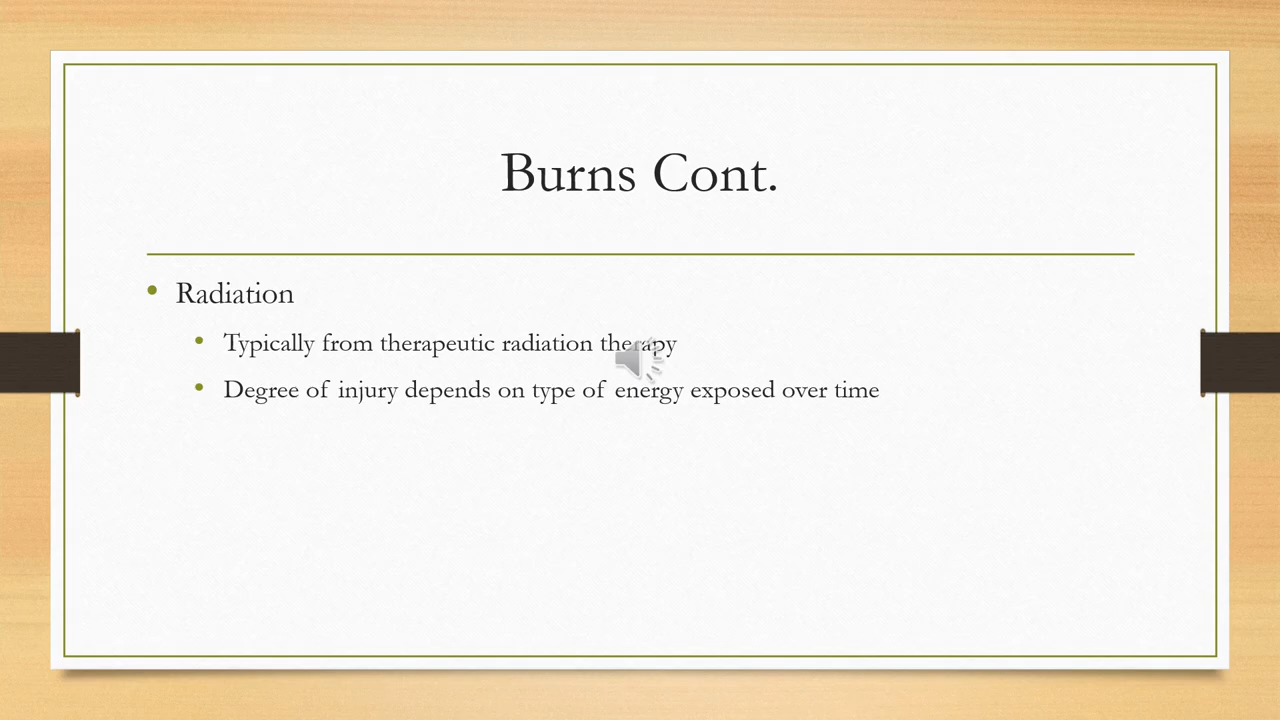 Burns Cont.
• Radiation
• Typically from therapeutic radiation therapy
• Degree of injury depends on type of energy exposed over time